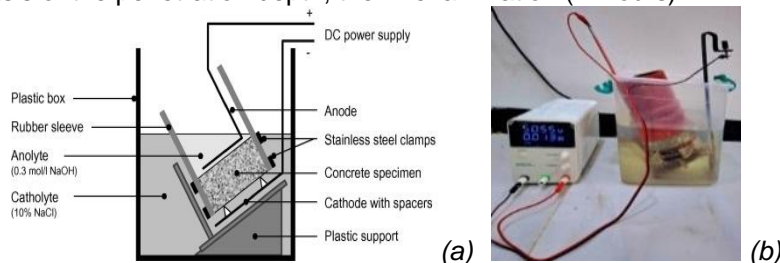 +
DC power supply
-
Plastic box
Rubber sleeve
Anolyte
(0.3 mol/l NaOH)
Catholyte
(10% NaCl)
Anode
Stainless steel clamps
Concrete specimen
Cathode with spacers
Plastic support
(a)
(b)